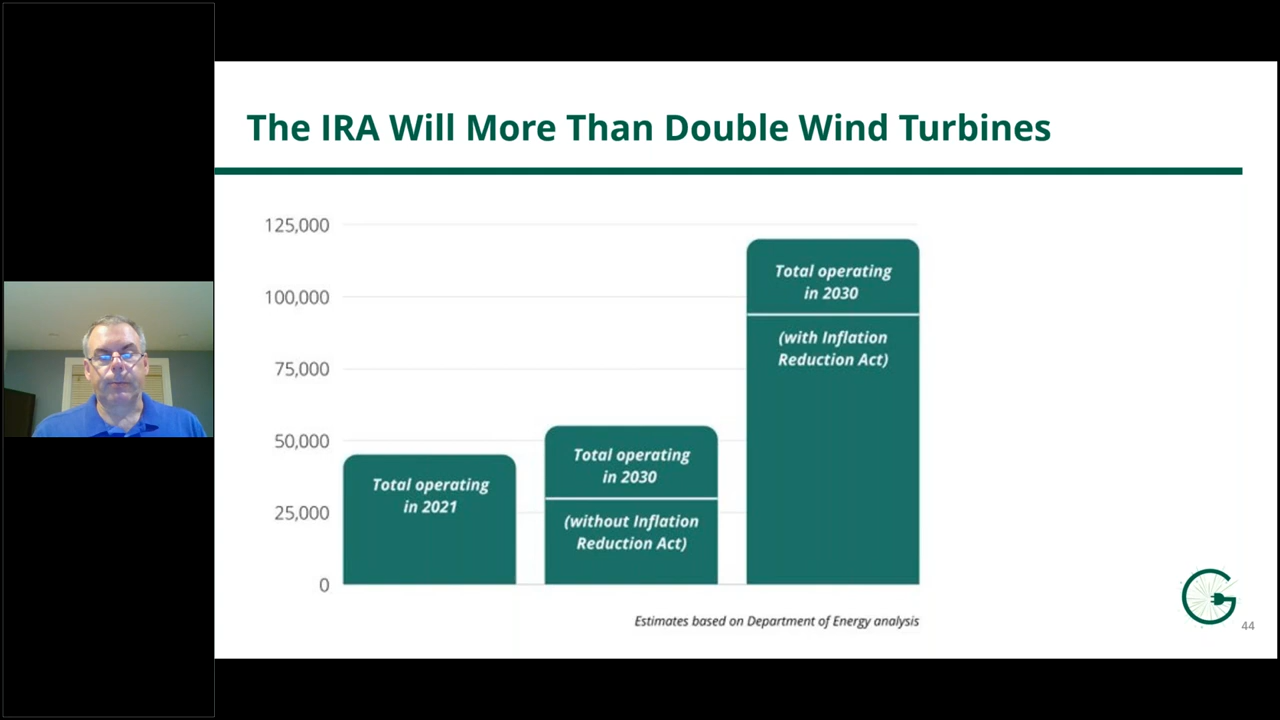 The IRA Will More Than Double Wind Turbines
125,000
100,000
75,000
50,000
25,000
0
Total operating
in 2021
Total operating
in 2030
(without Inflation
Reduction Act)
Total operating
in 2030
(with Inflation
Reduction Act)
Estimates based on Department of Energy analysis
44